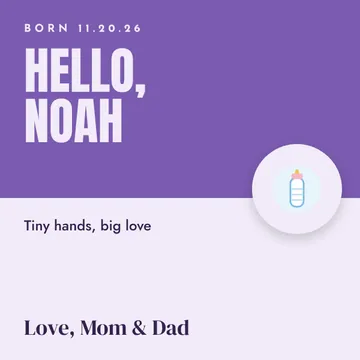 BORN 11.20.26
HELLO,
NOAH
Tiny hands, big love
Love, Mom & Dad